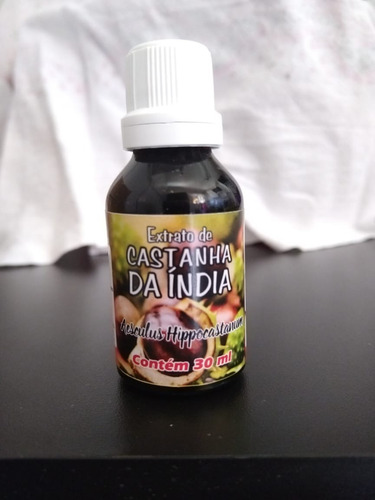 Extrato de
CASTANHA
DA ÍNDIA
Aesculus Hippocastanum
Contém 30 ml